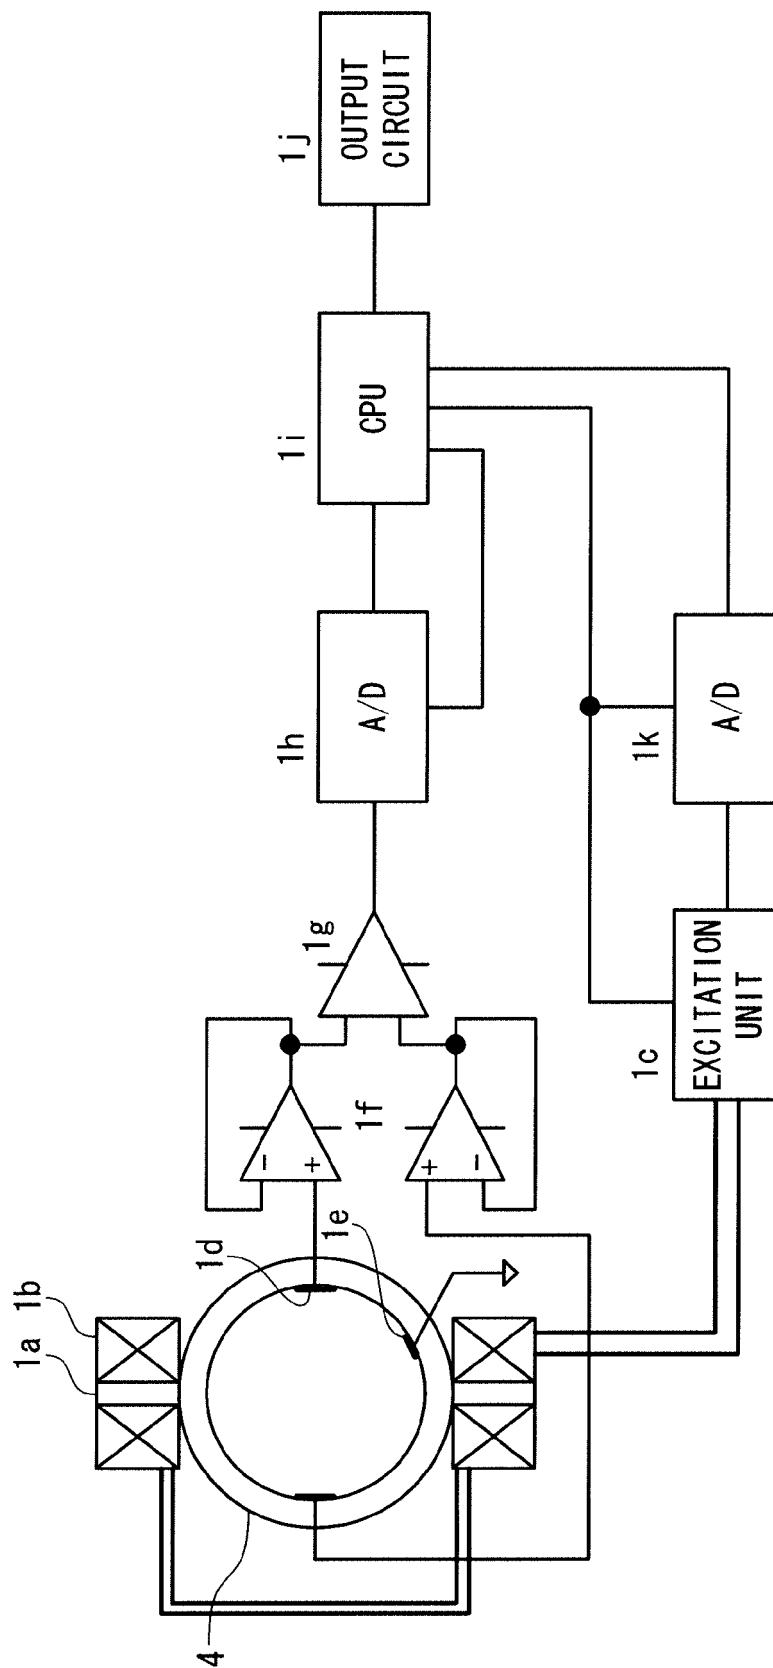 1a
1b
4
1d
1e
-
+
1f
+
-
1g
1h
A/D
1i
CPU
1j
OUTPUT
CIRCUIT
1c
EXCITATION
UNIT
1k
A/D